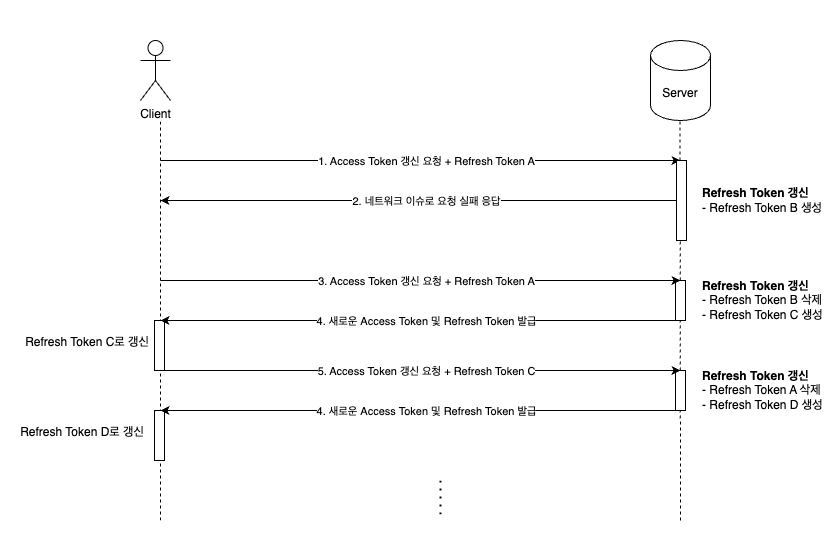 Client
Server
1. Access Token 갱신 요청 + Refresh Token A
2. 네트워크 이슈로 요청 실패 응답
Refresh Token 갱신
- Refresh Token B 생성
3. Access Token 갱신 요청 + Refresh Token A
Refresh Token 갱신
- Refresh Token B 삭제
- Refresh Token C 생성
4. 새로운 Access Token 및 Refresh Token 발급
Refresh Token C로 갱신
5. Access Token 갱신 요청 + Refresh Token C
Refresh Token 갱신
- Refresh Token A 삭제
- Refresh Token D 생성
4. 새로운 Access Token 및 Refresh Token 발급
Refresh Token D로 갱신